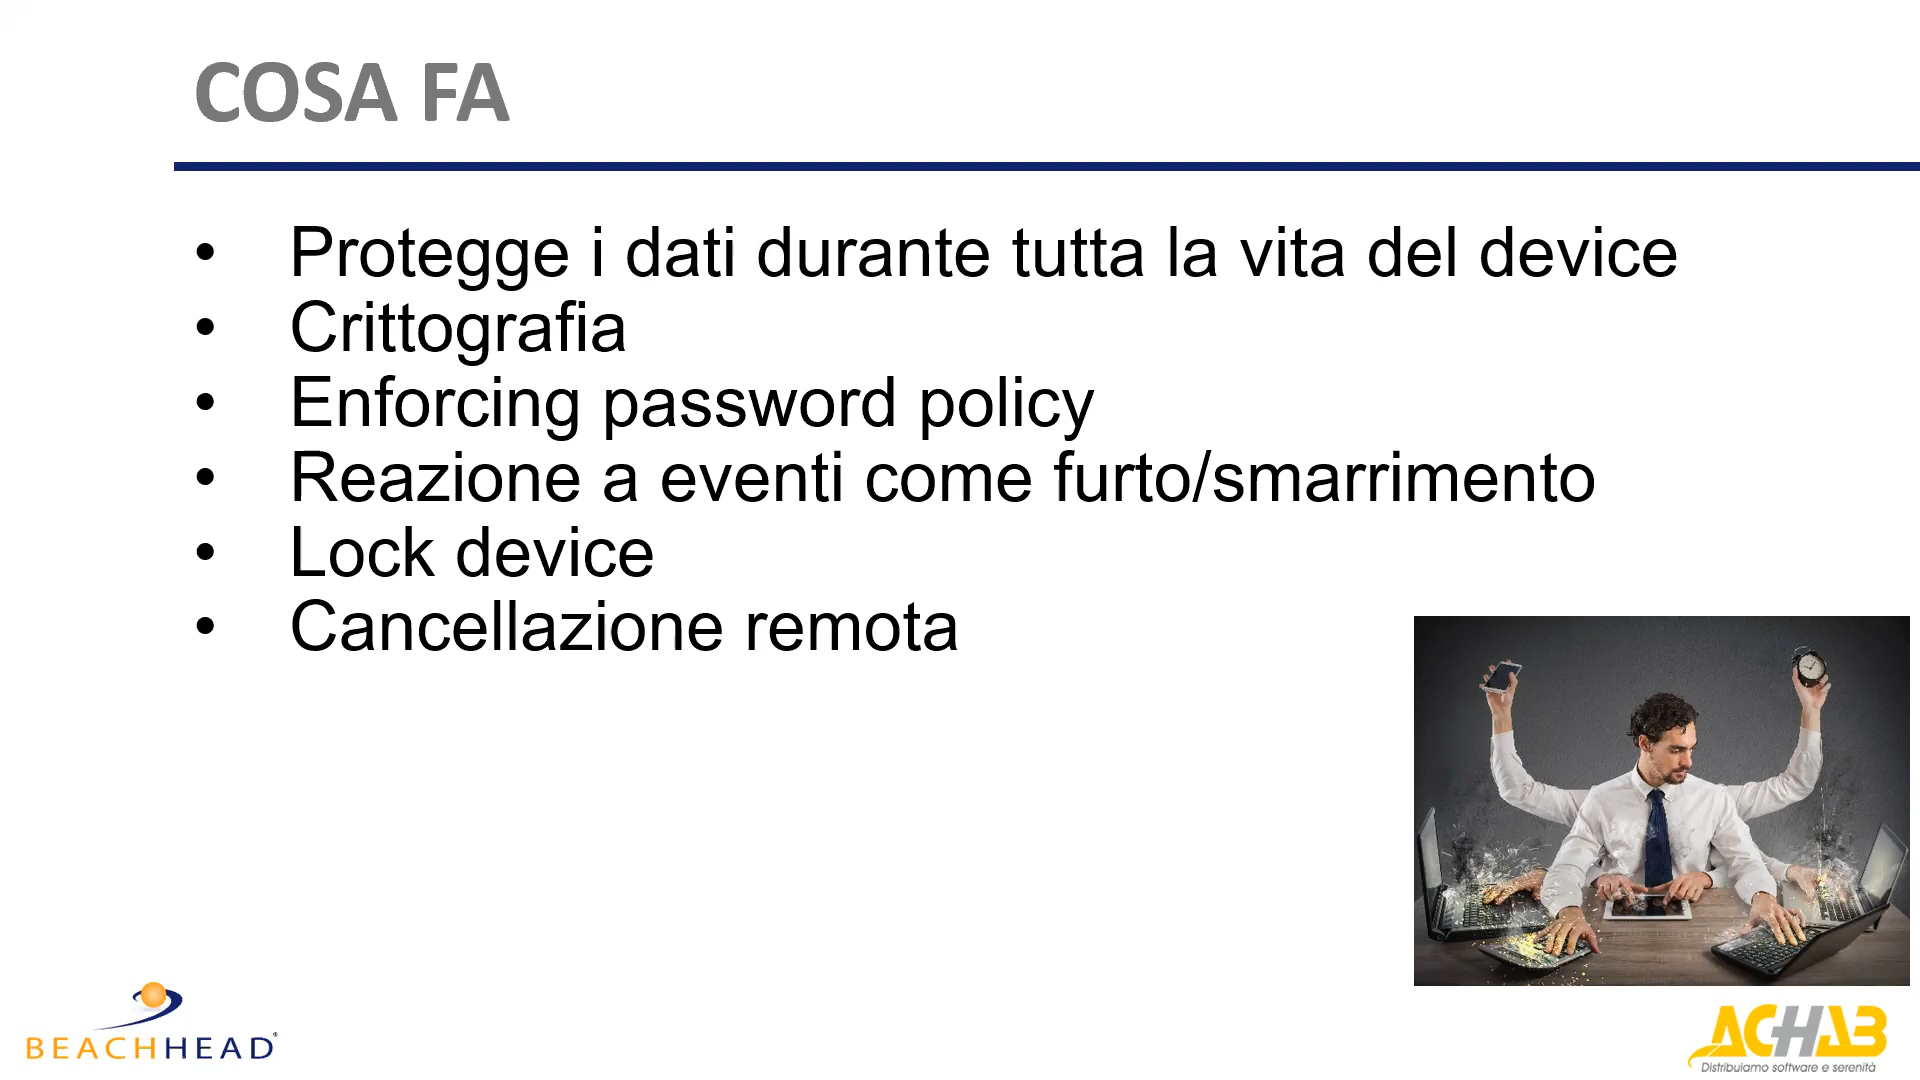 COSA FA
• Protegge i dati durante tutta la vita del device
• Crittografia
• Enforcing password policy
• Reazione a eventi come furto/smarrimento
• Lock device
• Cancellazione remota
BEACHHEAD®
ACHAB
Distribuiamo software e serenità